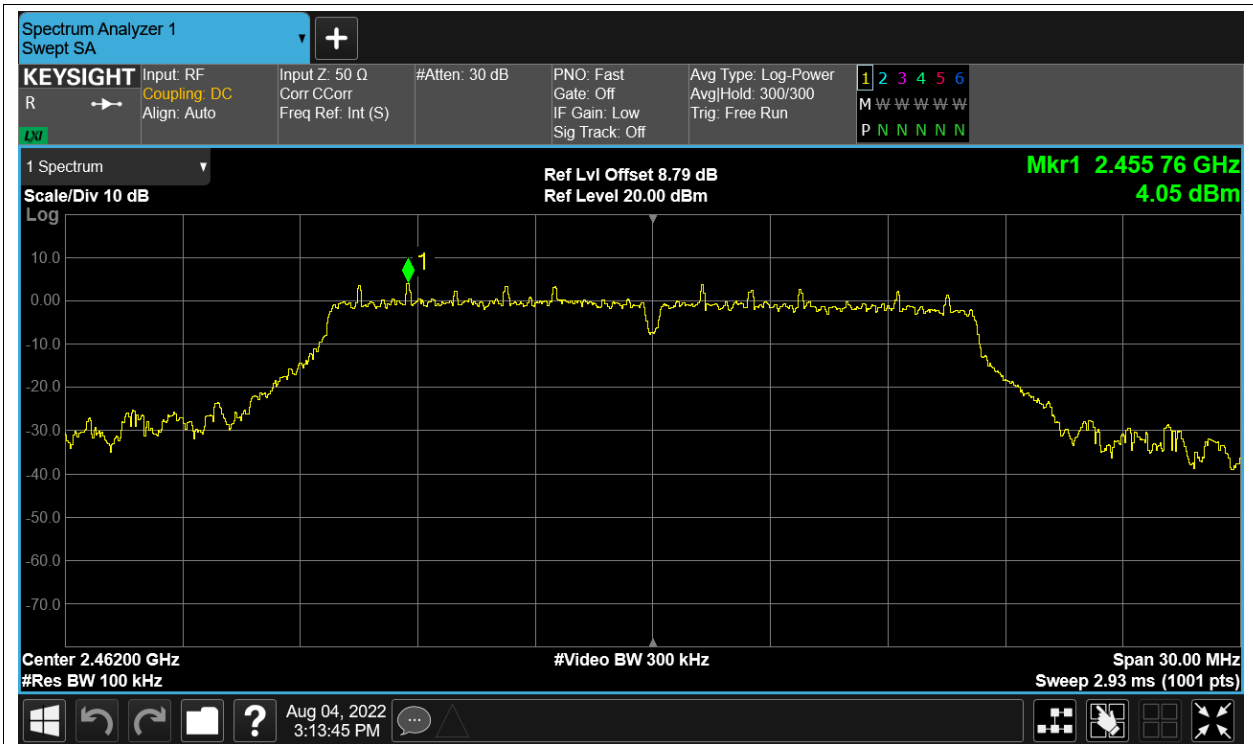 Spectrum Analyzer 1
Swept SA
+
KEYSIGHT Input: RF Input Z: 50 Ω #Atten: 30 dB PNO: Fast Avg Type: Log-Power 1 2 3 4 5 6
R Coupling: DC Corr CCorr Gate: Off Avg|Hold: 300/300 M W W W W W
Align: Auto Freq Ref: Int (S) IF Gain: Low Trig: Free Run
LXI Sig Track: Off P N N N N N
1 Spectrum
Ref Lvl Offset 8.79 dB
Mkr1 2.455 76 GHz
Scale/Div 10 dB
Ref Level 20.00 dBm
4.05 dBm
Log
10.0
1
0.00
-10.0
-20.0
-30.0
-40.0
-50.0
-60.0
-70.0
Center 2.46200 GHz #Video BW 300 kHz Span 30.00 MHz
#Res BW 100 kHz Sweep 2.93 ms (1001 pts)
? Aug 04, 2022
3:13:45 PM